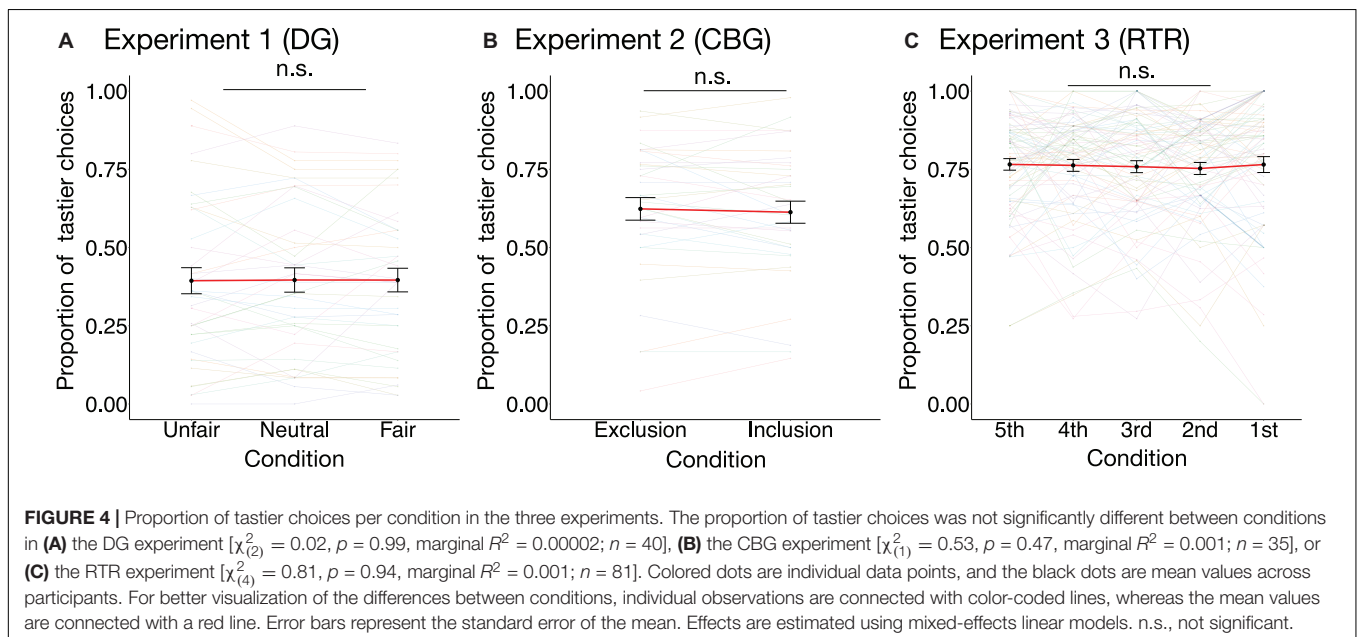 A Experiment 1 (DG)
n.s.
1.00
0.75
0.50
0.25
0.00
Proportion of tastier choices
Unfair Neutral Fair
Condition
B Experiment 2 (CBG)
n.s.
1.00
0.75
0.50
0.25
0.00
Proportion of tastier choices
Exclusion Inclusion
Condition
C Experiment 3 (RTR)
n.s.
1.00
0.75
0.50
0.25
0.00
Proportion of tastier choices
5th 4th 3rd 2nd 1st
Condition
FIGURE 4 | Proportion of tastier choices per condition in the three experiments. The proportion of tastier choices was not significantly different between conditions
in (A) the DG experiment [χ²₍₂₎ = 0.02, p = 0.99, marginal R² = 0.00002; n = 40], (B) the CBG experiment [χ²₍₁₎ = 0.53, p = 0.47, marginal R² = 0.001; n = 35], or
(C) the RTR experiment [χ²₍₄₎ = 0.81, p = 0.94, marginal R² = 0.001; n = 81]. Colored dots are individual data points, and the black dots are mean values across
participants. For better visualization of the differences between conditions, individual observations are connected with color-coded lines, whereas the mean values
are connected with a red line. Error bars represent the standard error of the mean. Effects are estimated using mixed-effects linear models. n.s., not significant.